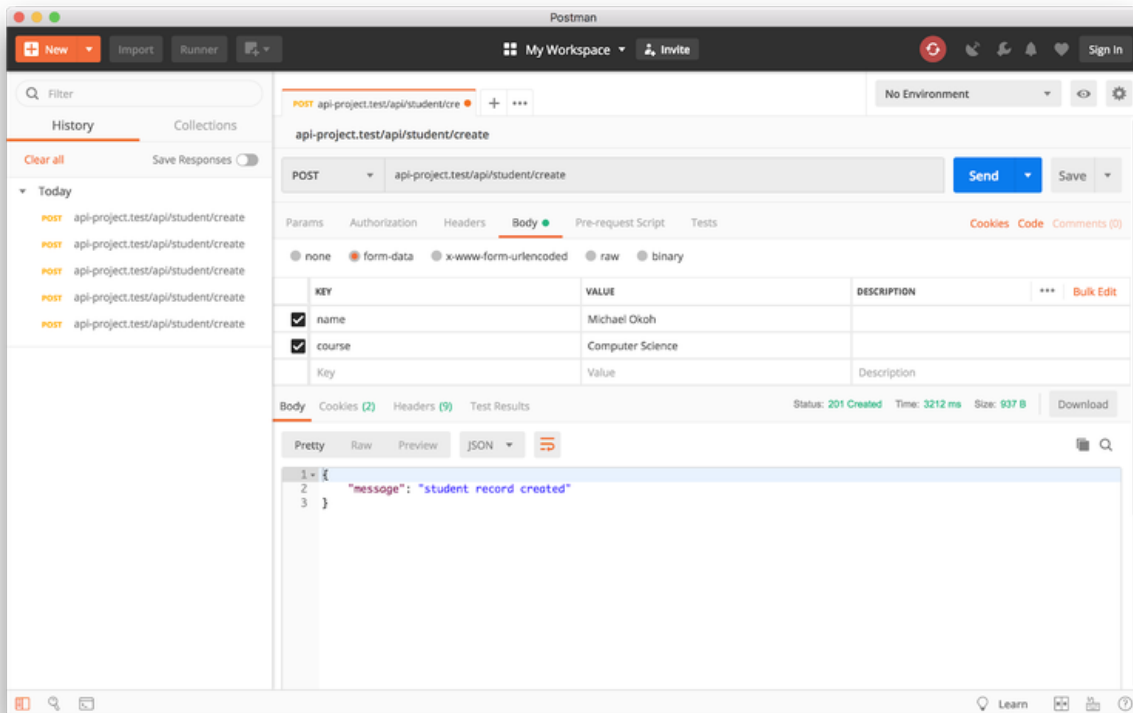 Postman
New Import Runner My Workspace Invite Sign In
Filter
History Collections
Clear all Save Responses
Today
POST api-project.test/api/student/create
POST api-project.test/api/student/create
POST api-project.test/api/student/create
POST api-project.test/api/student/create
POST api-project.test/api/student/create
POST api-project.test/api/student/cre + ••• No Environment
api-project.test/api/student/create
POST api-project.test/api/student/create Send Save
Params Authorization Headers Body Pre-request Script Tests Cookies Code Comments (0)
none form-data x-www-form-urlencoded raw binary
KEY VALUE DESCRIPTION ••• Bulk Edit
name Michael Okoh
course Computer Science
Key Value Description
Body Cookies (2) Headers (9) Test Results Status: 201 Created Time: 3212 ms Size: 937 B Download
Pretty Raw Preview JSON
1 {
2 "message": "student record created"
3 }
Learn